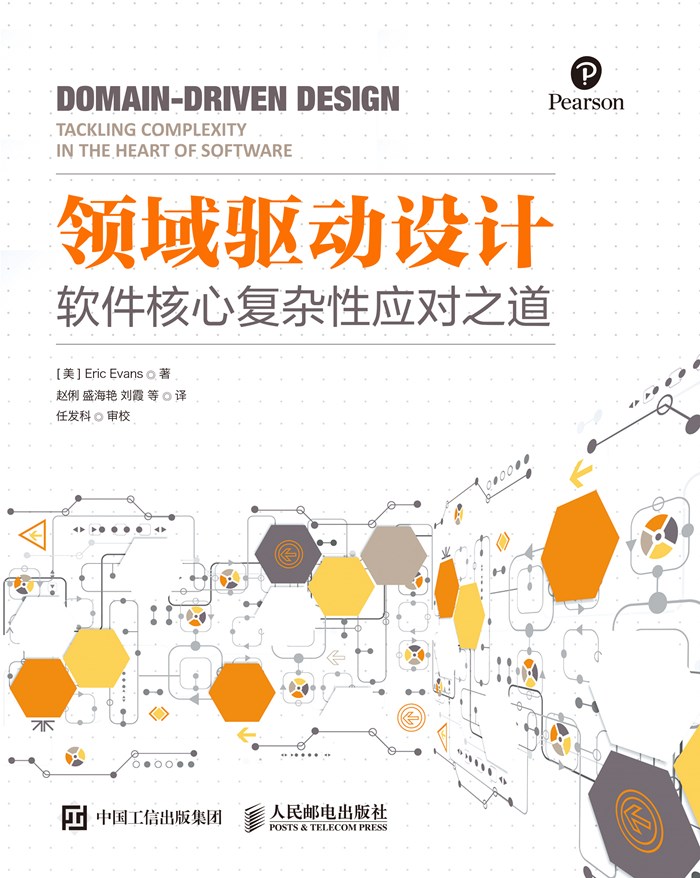 DOMAIN-DRIVEN DESIGN
TACKLING COMPLEXITY
IN THE HEART OF SOFTWARE
Pearson
领域驱动设计
软件核心复杂性应对之道
[美] Eric Evans 著
赵俐 盛海艳 刘霞 等 译
任发科 审校
中国工信出版集团
人民邮电出版社
POSTS & TELECOM PRESS